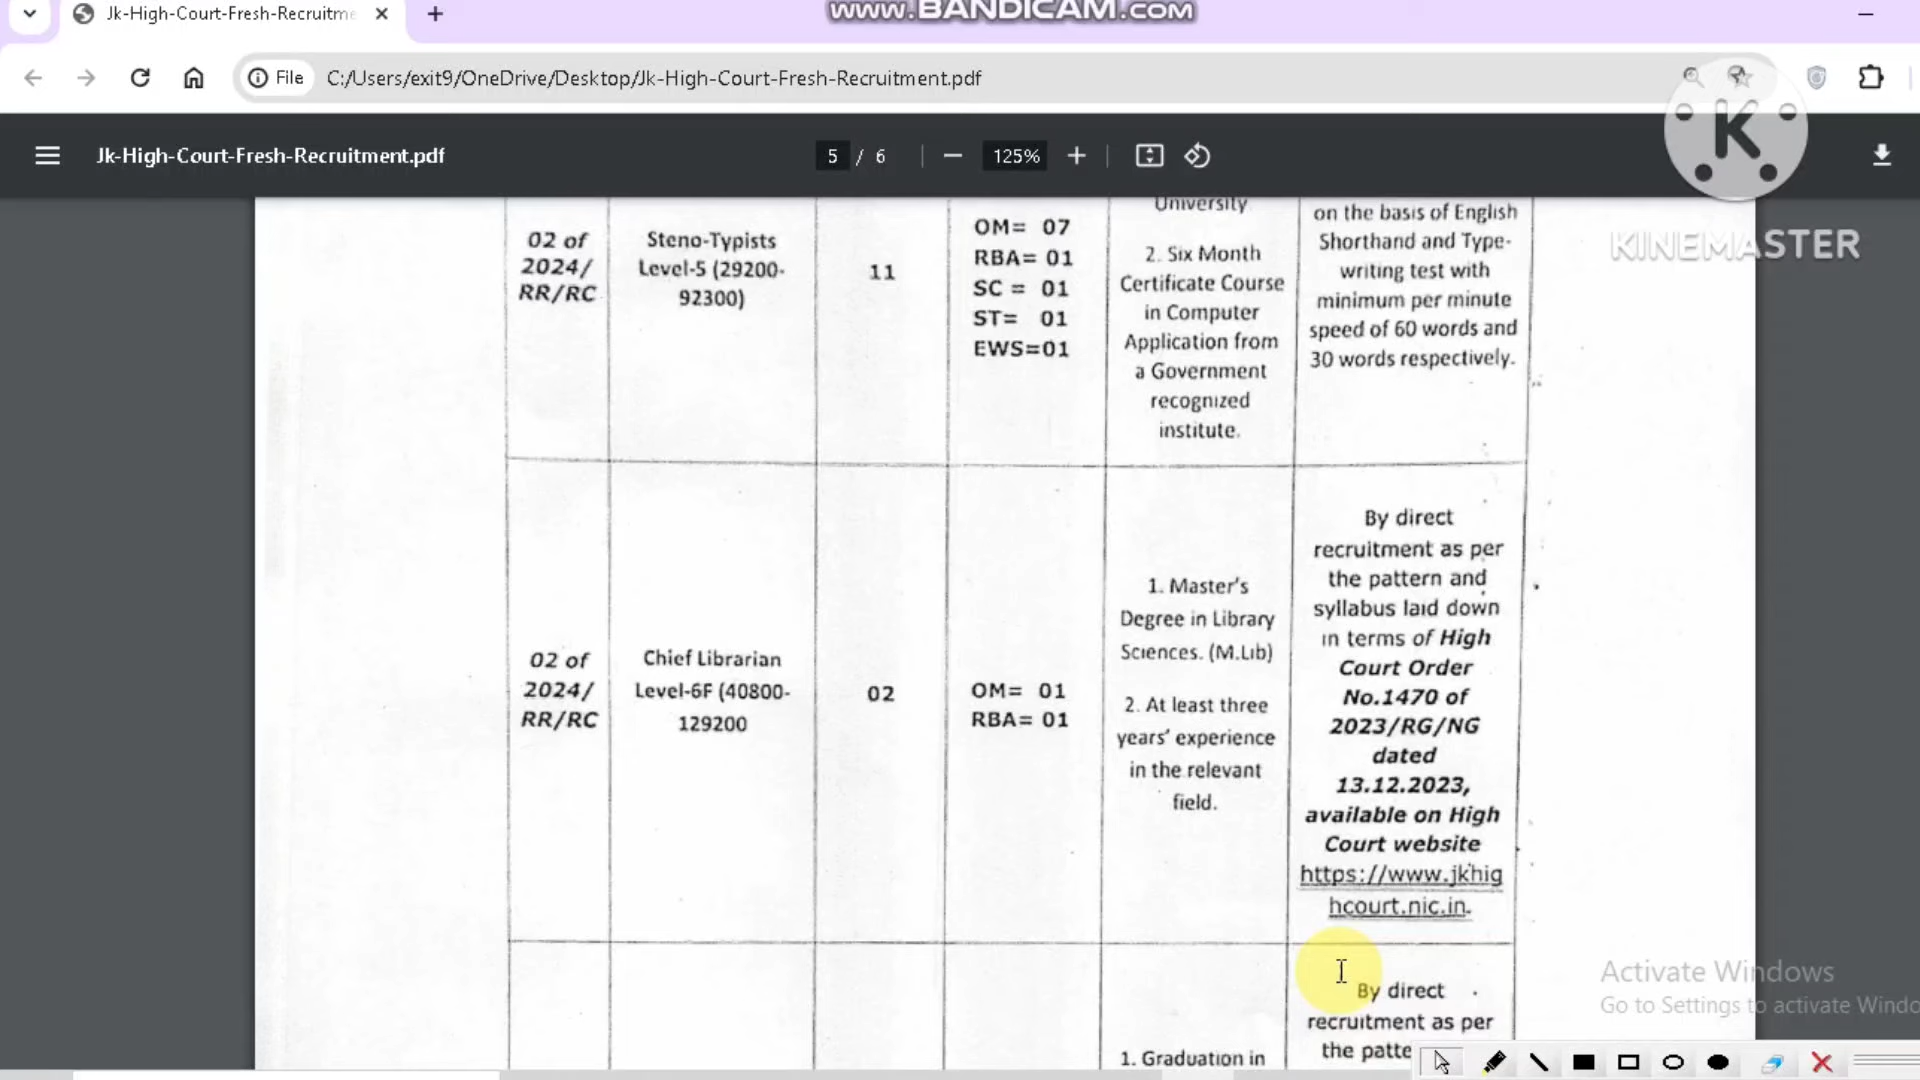 Jk-High-Court-Fresh-Recruitme
www.BANDICAM.com
File
C:/Users/exit9/OneDrive/Desktop/Jk-High-Court-Fresh-Recruitment.pdf
Jk-High-Court-Fresh-Recruitment.pdf
5 / 6
125%
K
KINEMASTER
02 of
2024/
RR/RC
Steno-Typists
Level-5 (29200-
92300)
11
OM= 07
RBA= 01
SC = 01
ST= 01
EWS=01
University
2. Six Month
Certificate Course
in Computer
Application from
a Government
recognized
institute.
on the basis of English
Shorthand and Type-
writing test with
minimum per minute
speed of 60 words and
30 words respectively.
02 of
2024/
RR/RC
Chief Librarian
Level-6F (40800-
129200
02
OM= 01
RBA= 01
1. Master's
Degree in Library
Sciences. (M.Lib)
2. At least three
years' experience
in the relevant
field.
By direct
recruitment as per
the pattern and
syllabus laid down
in terms of High
Court Order
No.1470 of
2023/RG/NG
dated
13.12.2023,
available on High
Court website
https://www.jkhig
hcourt.nic.in.
1. Graduation in
By direct
recruitment as per
the patte
Activate Windows
Go to Settings to activate Windo